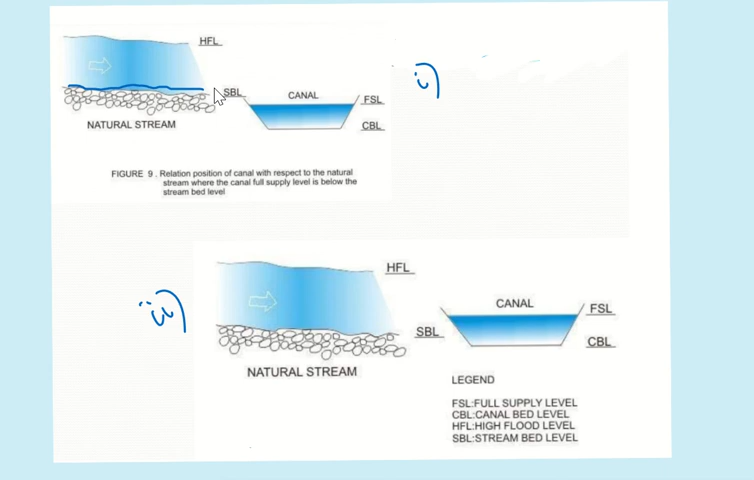 HFL
i)
SBL
CANAL
FSL
CBL
NATURAL STREAM
FIGURE 9 . Relation position of canal with respect to the natural
stream where the canal full supply level is below the
stream bed level
HFL
ii)
CANAL
FSL
SBL
CBL
NATURAL STREAM
LEGEND
FSL:FULL SUPPLY LEVEL
CBL:CANAL BED LEVEL
HFL:HIGH FLOOD LEVEL
SBL:STREAM BED LEVEL